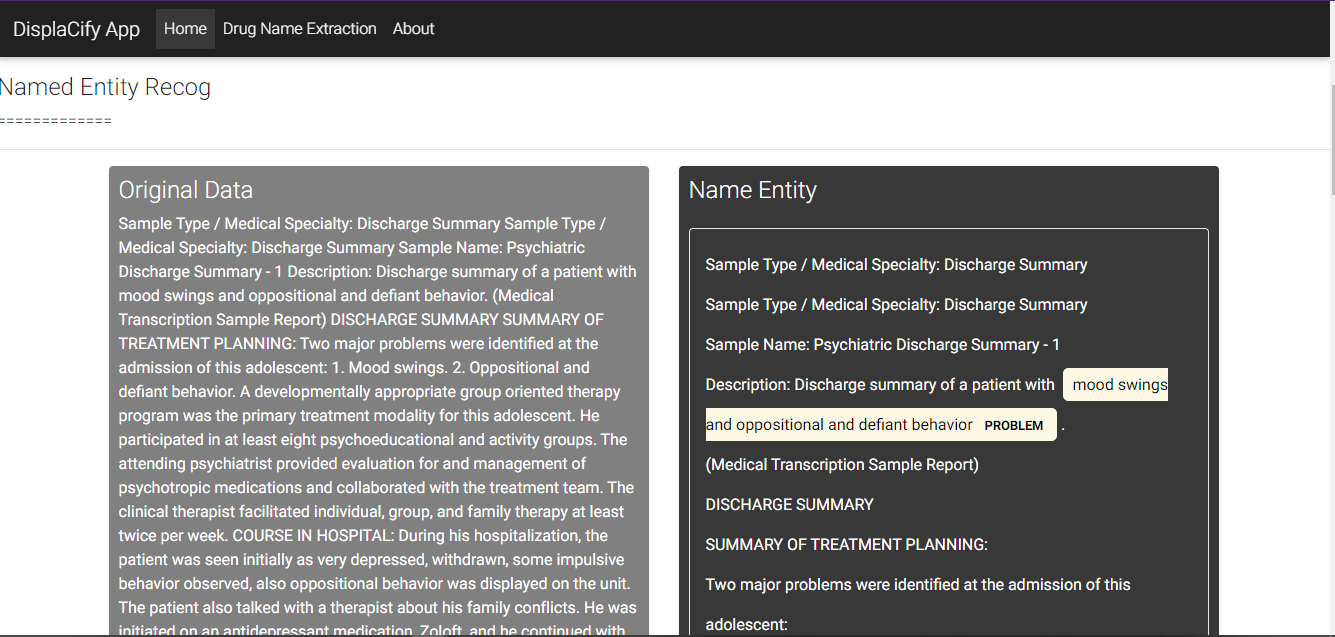 DisplaCify App Home Drug Name Extraction About
Named Entity Recog
=============
Original Data
Sample Type / Medical Specialty: Discharge Summary Sample Type /
Medical Specialty: Discharge Summary Sample Name: Psychiatric
Discharge Summary - 1 Description: Discharge summary of a patient with
mood swings and oppositional and defiant behavior. (Medical
Transcription Sample Report) DISCHARGE SUMMARY SUMMARY OF
TREATMENT PLANNING: Two major problems were identified at the
admission of this adolescent: 1. Mood swings. 2. Oppositional and
defiant behavior. A developmentally appropriate group oriented therapy
program was the primary treatment modality for this adolescent. He
participated in at least eight psychoeducational and activity groups. The
attending psychiatrist provided evaluation for and management of
psychotropic medications and collaborated with the treatment team. The
clinical therapist facilitated individual, group, and family therapy at least
twice per week. COURSE IN HOSPITAL: During his hospitalization, the
patient was seen initially as very depressed, withdrawn, some impulsive
behavior observed, also oppositional behavior was displayed on the unit.
The patient also talked with a therapist about his family conflicts. He was
initiated on an antidepressant medication, Zoloft, and he continued with
Name Entity
Sample Type / Medical Specialty: Discharge Summary
Sample Type / Medical Specialty: Discharge Summary
Sample Name: Psychiatric Discharge Summary - 1
Description: Discharge summary of a patient with mood swings
and oppositional and defiant behavior PROBLEM .
(Medical Transcription Sample Report)
DISCHARGE SUMMARY
SUMMARY OF TREATMENT PLANNING:
Two major problems were identified at the admission of this
adolescent: